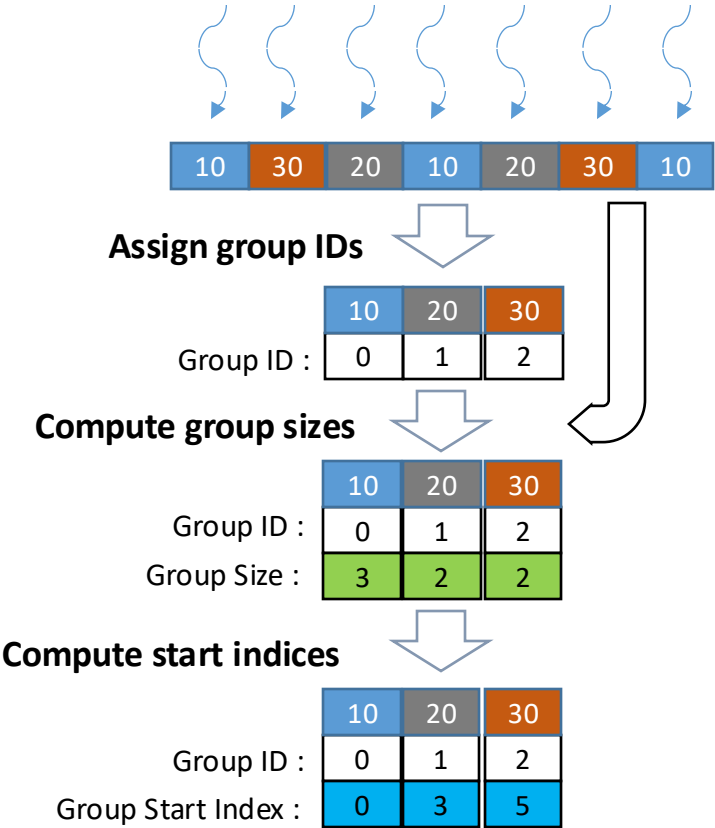 10 30 20 10 20 30 10
Assign group IDs
10 20 30
Group ID : 0 1 2
Compute group sizes
10 20 30
Group ID : 0 1 2
Group Size : 3 2 2
Compute start indices
10 20 30
Group ID : 0 1 2
Group Start Index : 0 3 5